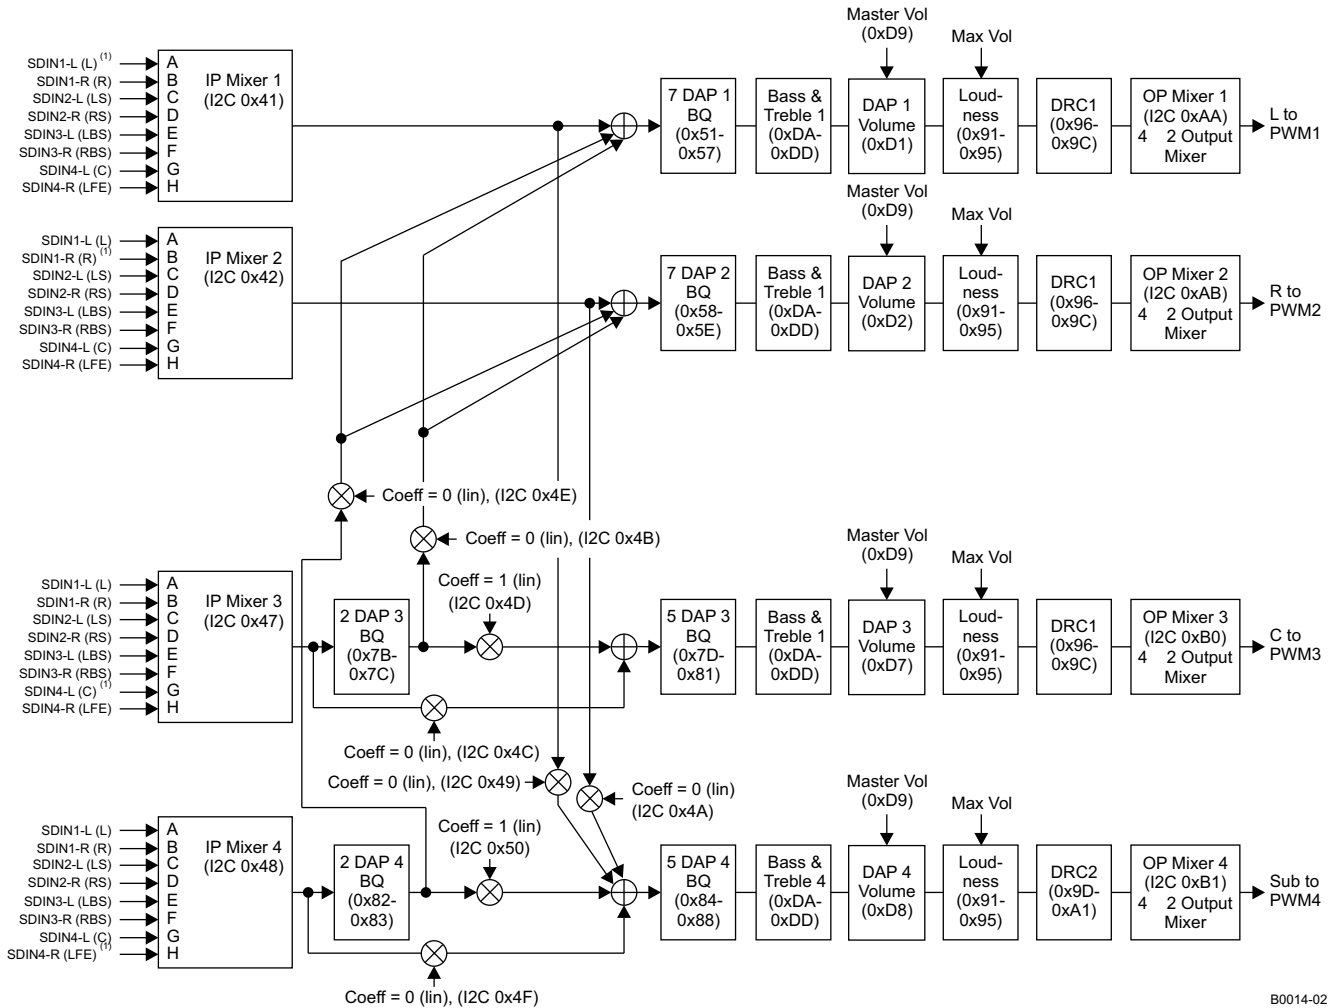 Master Vol
(0xD9)
Max Vol
SDIN1-L (L) (1)
SDIN1-R (R)
SDIN2-L (LS)
SDIN2-R (RS)
SDIN3-L (LBS)
SDIN3-R (RBS)
SDIN4-L (C)
SDIN4-R (LFE)
A
B
C
D
E
F
G
H
IP Mixer 1
(I2C 0x41)
7 DAP 1
BQ
(0x51-
0x57)
Bass &
Treble 1
(0xDA-
0xDD)
DAP 1
Volume
(0xD1)
Loud-
ness
(0x91-
0x95)
DRC1
(0x96-
0x9C)
OP Mixer 1
(I2C 0xAA)
4 2 Output
Mixer
L to
PWM1
Master Vol
(0xD9)
Max Vol
SDIN1-L (L)
SDIN1-R (R) (1)
SDIN2-L (LS)
SDIN2-R (RS)
SDIN3-L (LBS)
SDIN3-R (RBS)
SDIN4-L (C)
SDIN4-R (LFE)
A
B
C
D
E
F
G
H
IP Mixer 2
(I2C 0x42)
7 DAP 2
BQ
(0x58-
0x5E)
Bass &
Treble 1
(0xDA-
0xDD)
DAP 2
Volume
(0xD2)
Loud-
ness
(0x91-
0x95)
DRC1
(0x96-
0x9C)
OP Mixer 2
(I2C 0xAB)
4 2 Output
Mixer
R to
PWM2
Coeff = 0 (lin), (I2C 0x4E)
Coeff = 0 (lin), (I2C 0x4B)
Master Vol
(0xD9)
Max Vol
SDIN1-L (L)
SDIN1-R (R)
SDIN2-L (LS)
SDIN2-R (RS)
SDIN3-L (LBS)
SDIN3-R (RBS)
SDIN4-L (C) (1)
SDIN4-R (LFE)
A
B
C
D
E
F
G
H
IP Mixer 3
(I2C 0x47)
2 DAP 3
BQ
(0x7B-
0x7C)
Coeff = 1 (lin)
(I2C 0x4D)
5 DAP 3
BQ
(0x7D-
0x81)
Bass &
Treble 1
(0xDA-
0xDD)
DAP 3
Volume
(0xD7)
Loud-
ness
(0x91-
0x95)
DRC1
(0x96-
0x9C)
OP Mixer 3
(I2C 0xB0)
4 2 Output
Mixer
C to
PWM3
Coeff = 0 (lin), (I2C 0x4C)
Coeff = 0 (lin), (I2C 0x49)
Coeff = 0 (lin)
(I2C 0x4A)
Master Vol
(0xD9)
Max Vol
SDIN1-L (L)
SDIN1-R (R)
SDIN2-L (LS)
SDIN2-R (RS)
SDIN3-L (LBS)
SDIN3-R (RBS)
SDIN4-L (C)
SDIN4-R (LFE) (1)
A
B
C
D
E
F
G
H
IP Mixer 4
(I2C 0x48)
2 DAP 4
BQ
(0x82-
0x83)
Coeff = 1 (lin)
(I2C 0x50)
5 DAP 4
BQ
(0x84-
0x88)
Bass &
Treble 4
(0xDA-
0xDD)
DAP 4
Volume
(0xD8)
Loud-
ness
(0x91-
0x95)
DRC2
(0x9D-
0xA1)
OP Mixer 4
(I2C 0xB1)
4 2 Output
Mixer
Sub to
PWM4
Coeff = 0 (lin), (I2C 0x4F)
B0014-02